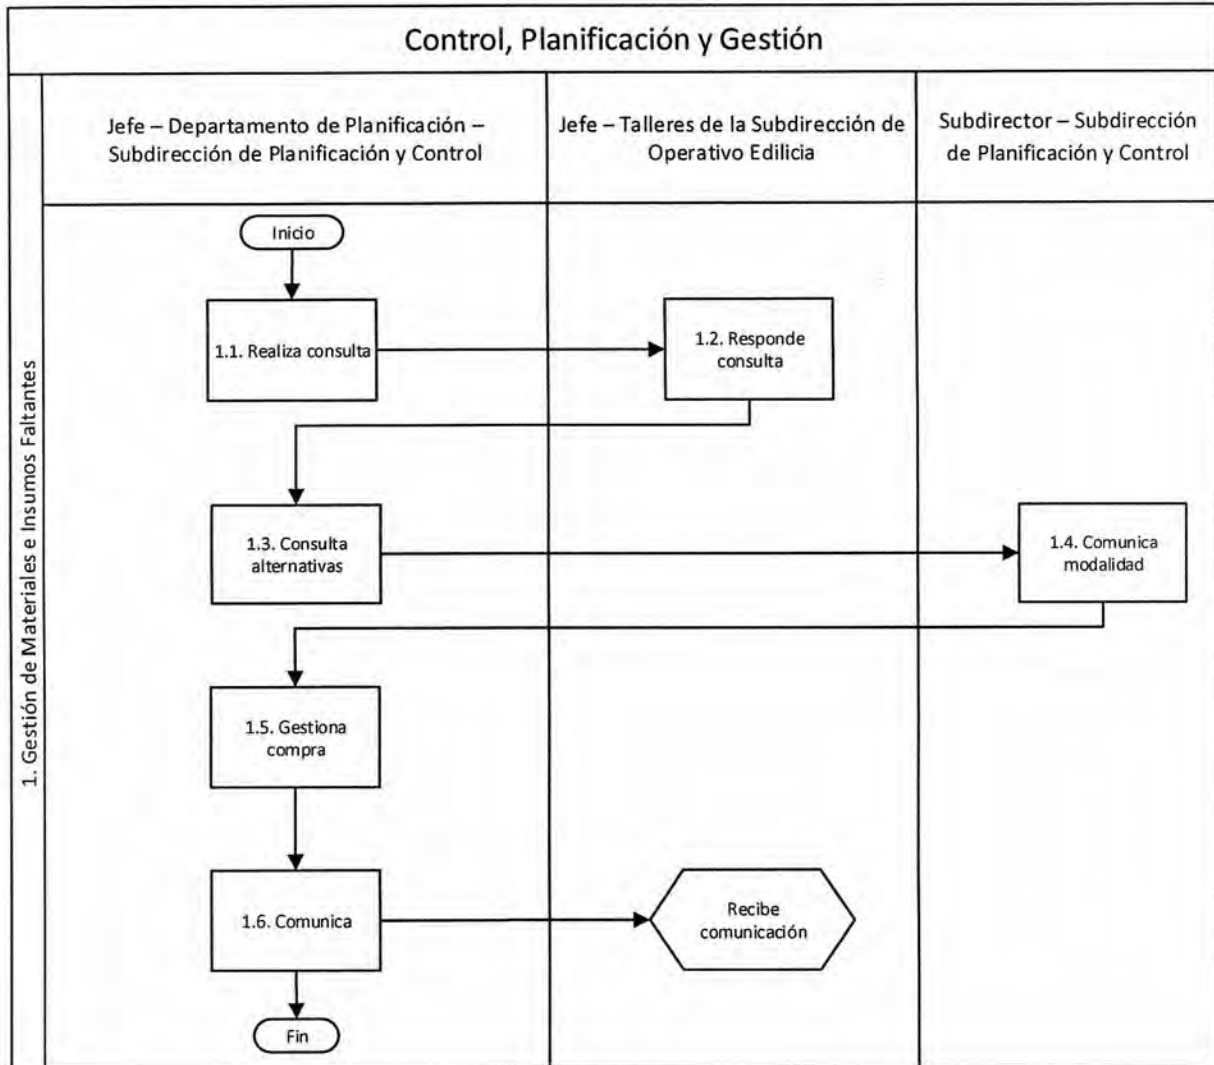 Control, Planificación y Gestión
Jefe – Departamento de Planificación –
Subdirección de Planificación y Control
Jefe – Talleres de la Subdirección de
Operativo Edilicia
Subdirector – Subdirección
de Planificación y Control
1. Gestión de Materiales e Insumos Faltantes
Inicio
1.1. Realiza consulta
1.2. Responde
consulta
1.3. Consulta
alternativas
1.4. Comunica
modalidad
1.5. Gestiona
compra
1.6. Comunica
Recibe
comunicación
Fin